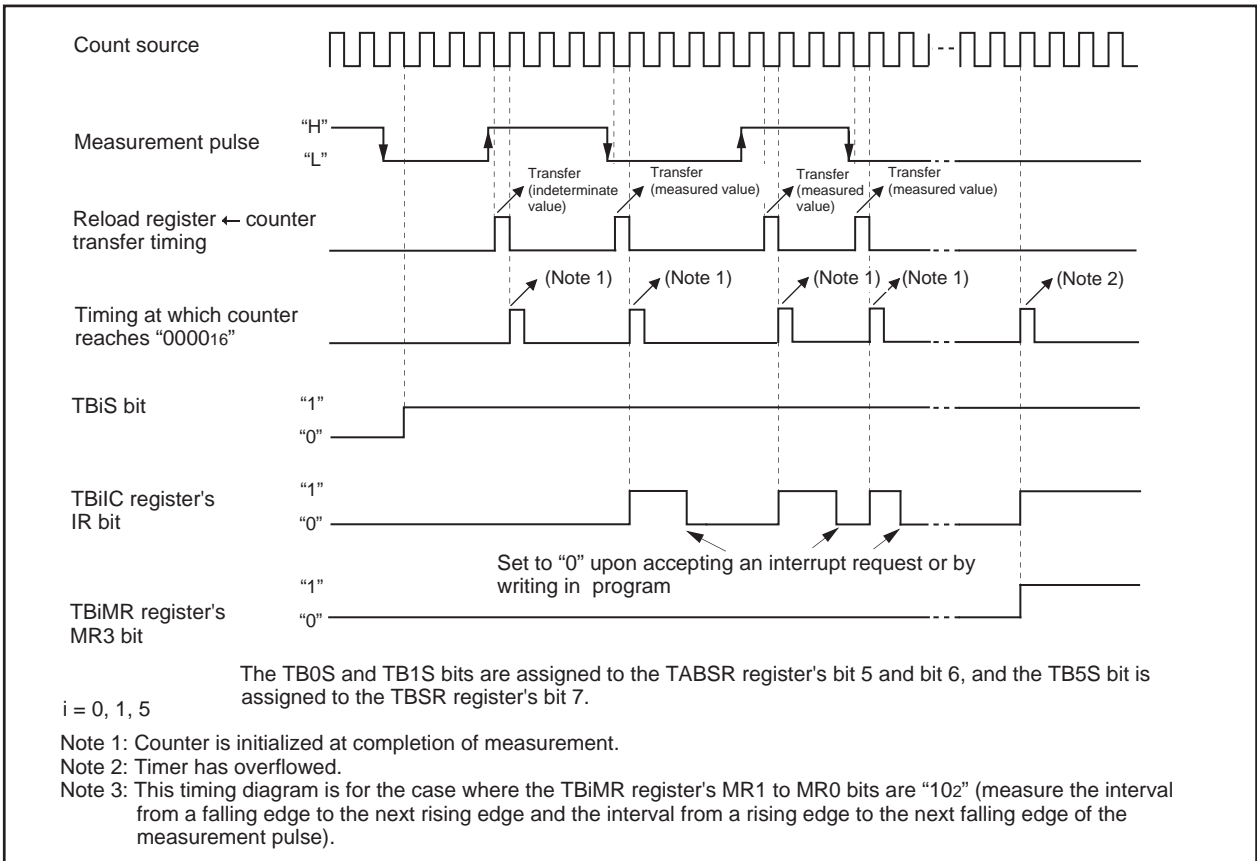 Count source
Measurement pulse
“H”
“L”
Transfer
(indeterminate
value)
Transfer
(measured value)
Transfer
(measured
value)
Transfer
(measured value)
Reload register ← counter
transfer timing
(Note 1)
(Note 1)
(Note 1)
(Note 1)
(Note 2)
Timing at which counter
reaches “000016”
TBiS bit
“1”
“0”
TBiIC register's
IR bit
“1”
“0”
Set to “0” upon accepting an interrupt request or by
writing in program
TBiMR register's
MR3 bit
“1”
“0”
The TB0S and TB1S bits are assigned to the TABSR register's bit 5 and bit 6, and the TB5S bit is
assigned to the TBSR register's bit 7.
i = 0, 1, 5
Note 1: Counter is initialized at completion of measurement.
Note 2: Timer has overflowed.
Note 3: This timing diagram is for the case where the TBiMR register's MR1 to MR0 bits are “102” (measure the interval
from a falling edge to the next rising edge and the interval from a rising edge to the next falling edge of the
measurement pulse).